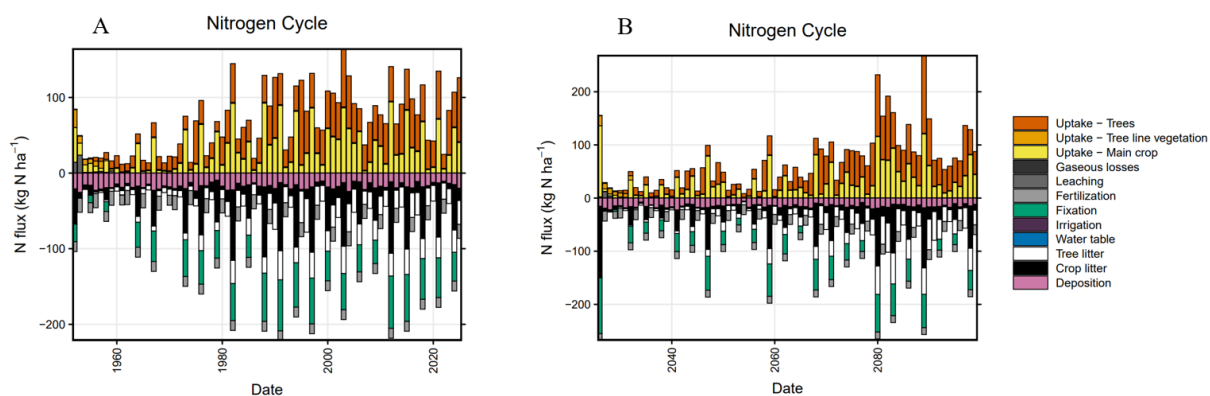 A
Nitrogen Cycle
N flux (kg N ha⁻¹)
100
0
−100
−200
1960
1980
2000
2020
Date
B
Nitrogen Cycle
N flux (kg N ha⁻¹)
200
100
0
−100
−200
2040
2060
2080
Date
Uptake − Trees
Uptake − Tree line vegetation
Uptake − Main crop
Gaseous losses
Leaching
Fertilization
Fixation
Irrigation
Water table
Tree litter
Crop litter
Deposition